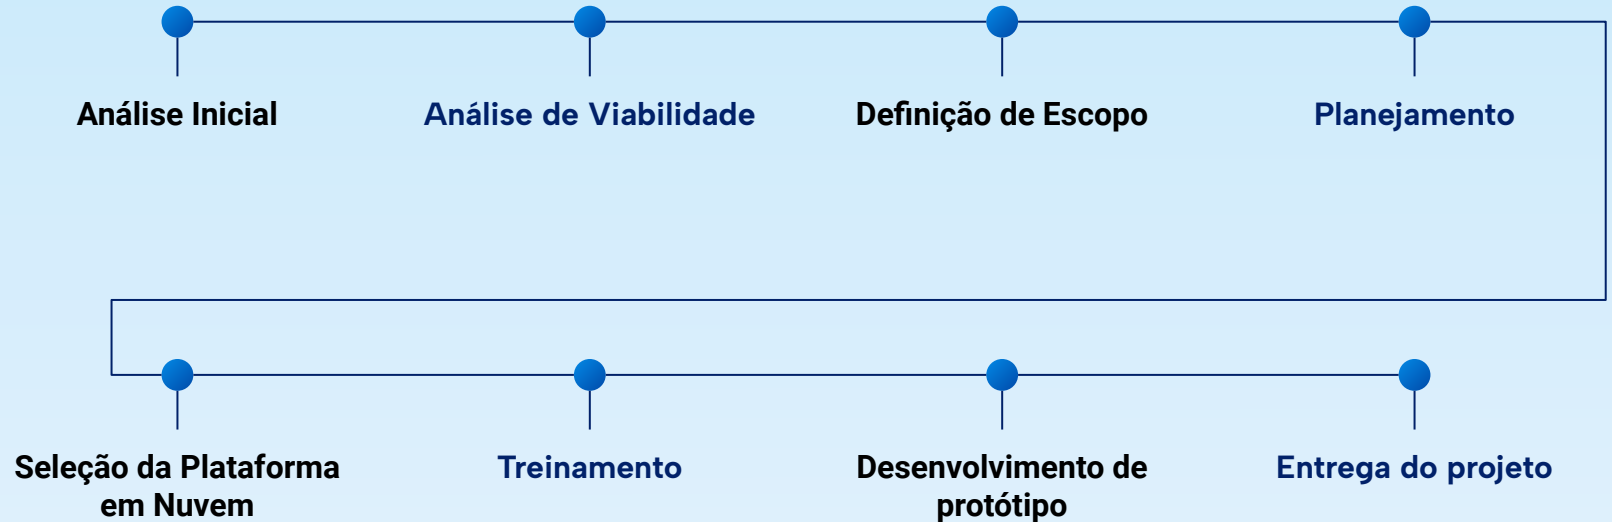 Análise Inicial
Análise de Viabilidade
Definição de Escopo
Planejamento
Seleção da Plataforma
em Nuvem
Treinamento
Desenvolvimento de
protótipo
Entrega do projeto